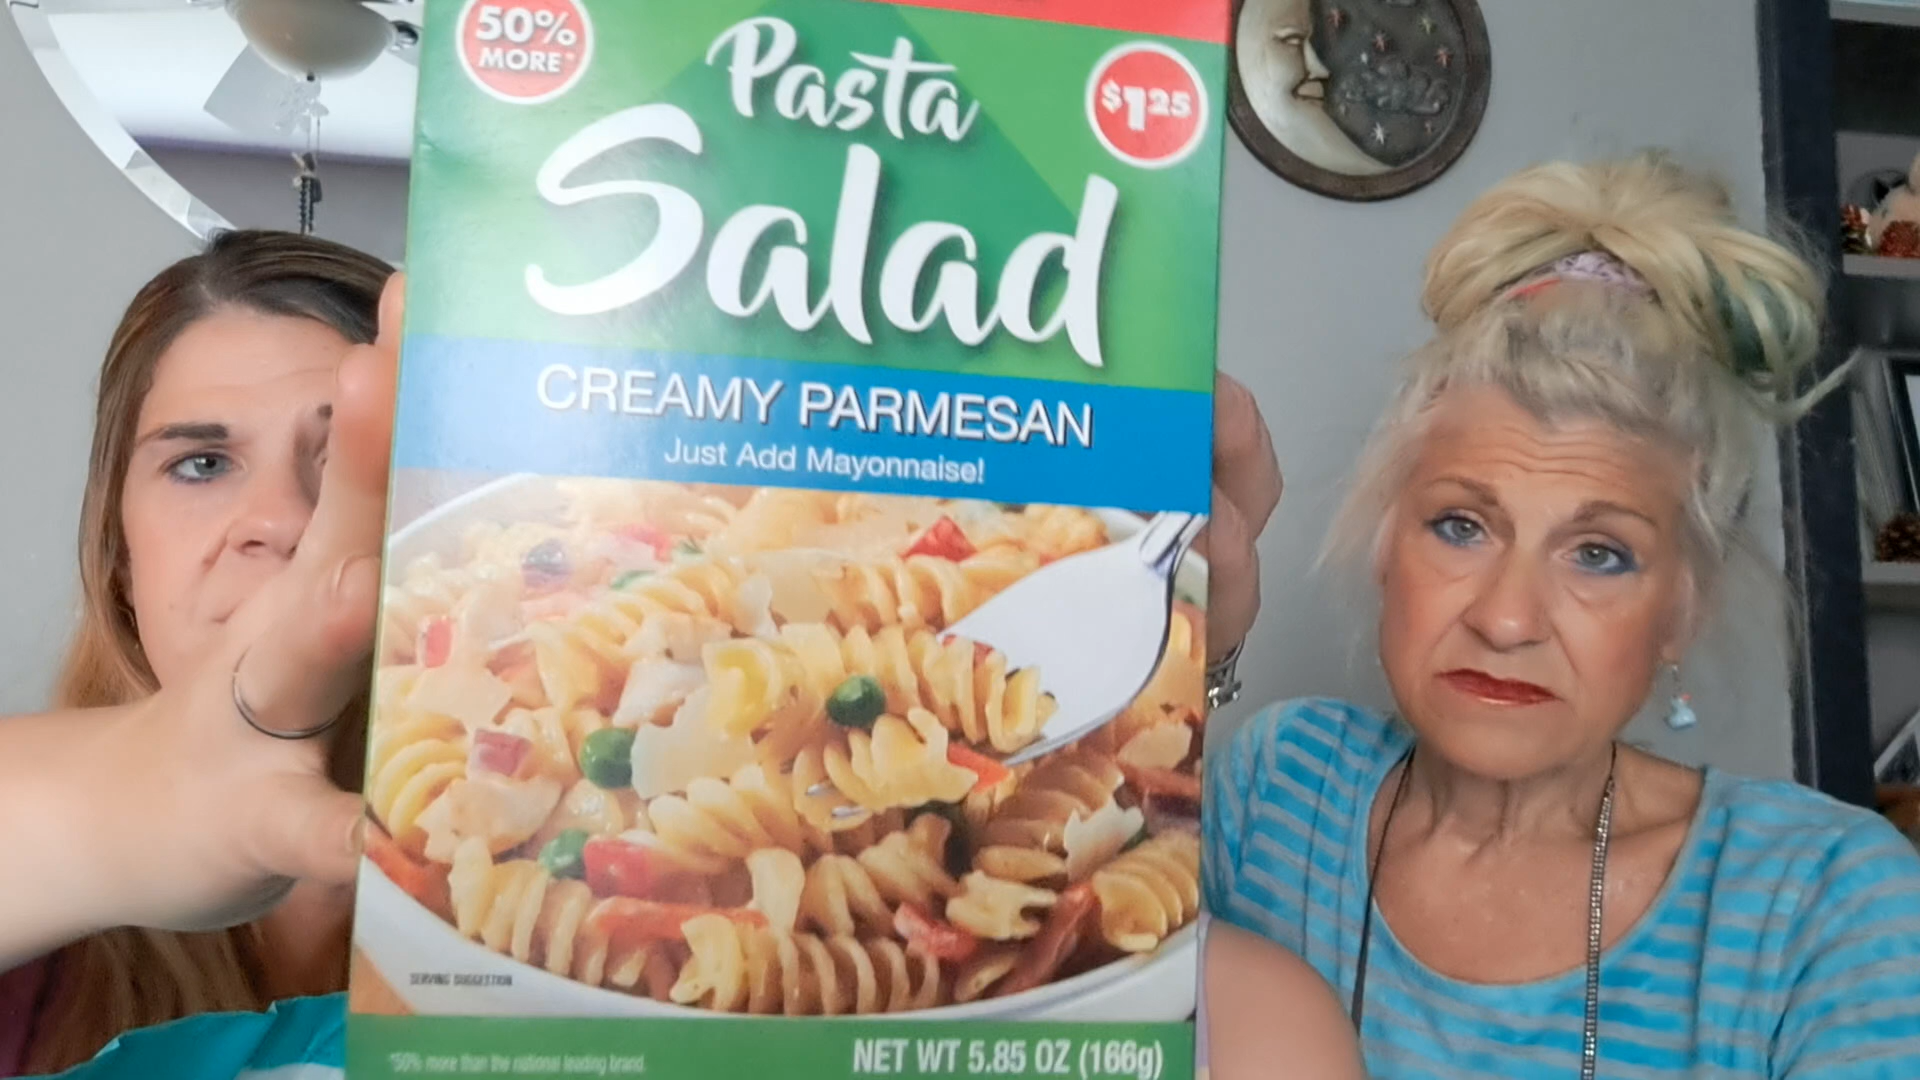 50%
MORE*
Pasta
Salad
$1.25
CREAMY PARMESAN
Just Add Mayonnaise!
SERVING SUGGESTION
*50% more than the national leading brand.
NET WT 5.85 OZ (166g)